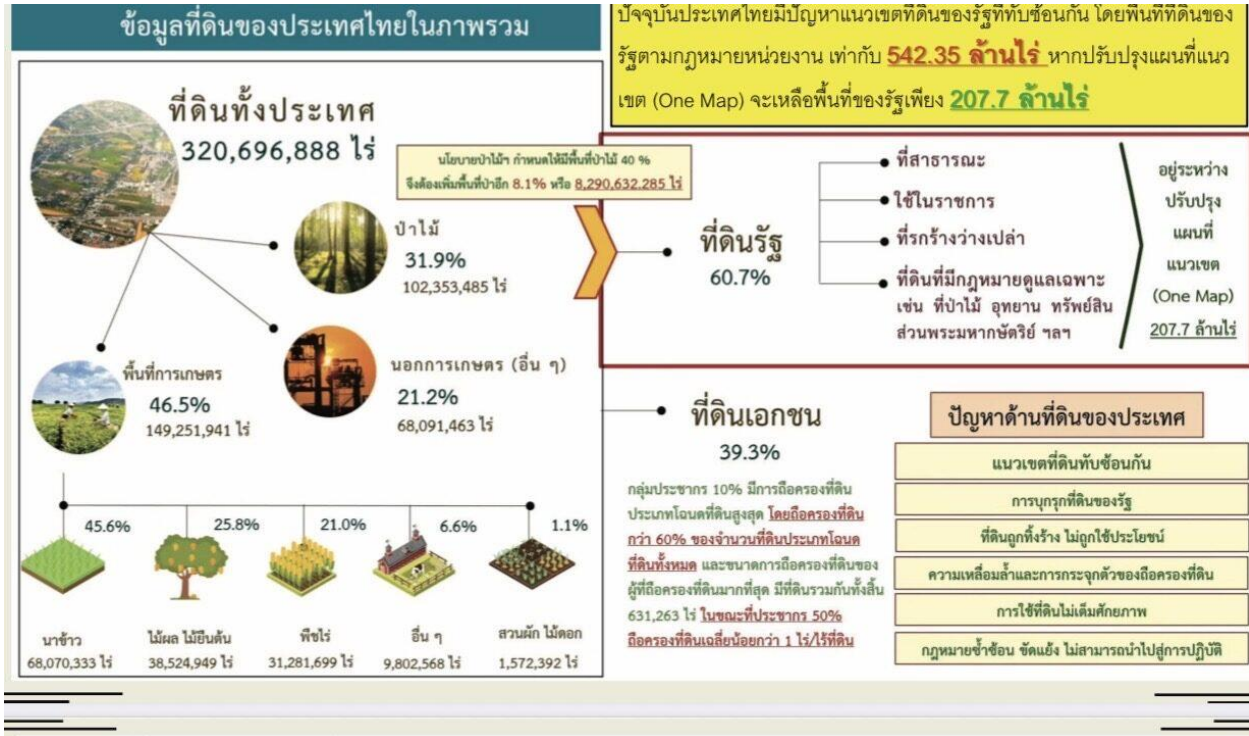 ข้อมูลที่ดินของประเทศไทยในภาพรวม
ปัจจุบันประเทศไทยมีปัญหาแนวเขตที่ดินของรัฐที่ทับซ้อนกัน โดยพื้นที่ที่ดินของ
รัฐตามกฎหมายหน่วยงาน เท่ากับ 542.35 ล้านไร่ หากปรับปรุงแผนที่แนว
เขต (One Map) จะเหลือพื้นที่ของรัฐเพียง 207.7 ล้านไร่
ที่ดินทั้งประเทศ
320,696,888 ไร่
นโยบายป่าไม้ฯ กำหนดให้มีพื้นที่ป่าไม้ 40 %
จึงต้องเพิ่มพื้นที่ป่าอีก 8.1% หรือ 8,290,632.285 ไร่
ป่าไม้
31.9%
102,353,485 ไร่
นอกการเกษตร (อื่น ๆ)
21.2%
68,091,463 ไร่
พื้นที่การเกษตร
46.5%
149,251,941 ไร่
45.6%
25.8%
21.0%
6.6%
1.1%
นาข้าว
ไม้ผล ไม้ยืนต้น
พืชไร่
อื่น ๆ
สวนผัก ไม้ดอก
68,070,333 ไร่
38,524,949 ไร่
31,281,699 ไร่
9,802,568 ไร่
1,572,392 ไร่
ที่ดินรัฐ
60.7%
ที่สาธารณะ
ใช้ในราชการ
ที่รกร้างว่างเปล่า
ที่ดินที่มีกฎหมายดูแลเฉพาะ
เช่น ที่ป่าไม้ อุทยาน ทรัพย์สิน
ส่วนพระมหากษัตริย์ ฯลฯ
อยู่ระหว่าง
ปรับปรุง
แผนที่
แนวเขต
(One Map)
207.7 ล้านไร่
ที่ดินเอกชน
39.3%
กลุ่มประชากร 10% มีการถือครองที่ดิน
ประเภทโฉนดที่ดินสูงสุด โดยถือครองที่ดิน
กว่า 60% ของจำนวนที่ดินประเภทโฉนด
ที่ดินทั้งหมด และขนาดการถือครองที่ดินของ
ผู้ที่ถือครองที่ดินมากที่สุด มีที่ดินรวมกันทั้งสิ้น
631,263 ไร่ ในขณะที่ประชากร 50%
ถือครองที่ดินเฉลี่ยน้อยกว่า 1 ไร่/ไร้ที่ดิน
ปัญหาด้านที่ดินของประเทศ
แนวเขตที่ดินทับซ้อนกัน
การบุกรุกที่ดินของรัฐ
ที่ดินถูกทิ้งร้าง ไม่ถูกใช้ประโยชน์
ความเหลื่อมล้ำและการกระจุกตัวของถือครองที่ดิน
การใช้ที่ดินไม่เต็มศักยภาพ
กฎหมายซ้ำซ้อน ขัดแย้ง ไม่สามารถนำไปสู่การปฏิบัติ